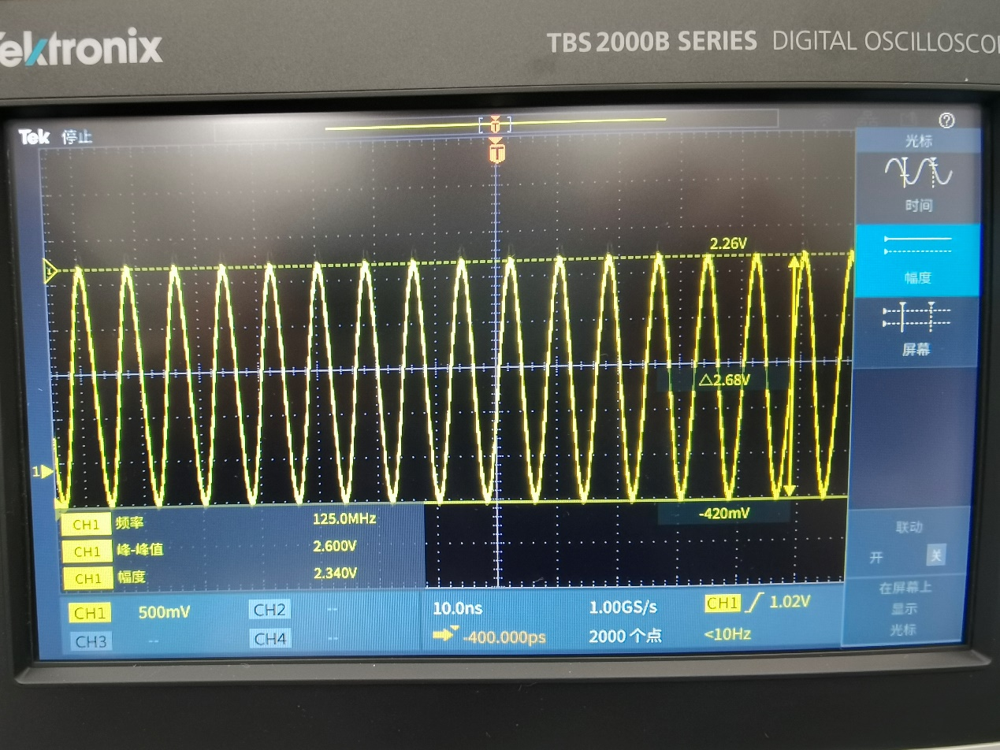 Tektronix
TBS 2000B SERIES DIGITAL OSCILLOSCO
Tek 停止
T
T
?
光标
时间
幅度
屏幕
联动
开 关
在屏幕上
显示
光标
2.26V
△2.68V
-420mV
1
1
CH1 频率 125.0MHz
CH1 峰-峰值 2.600V
CH1 幅度 2.340V
CH1 500mV CH2 -- 10.0ns 1.00GS/s CH1 1.02V
CH3 -- CH4 -- -400.000ps 2000 个点 <10Hz